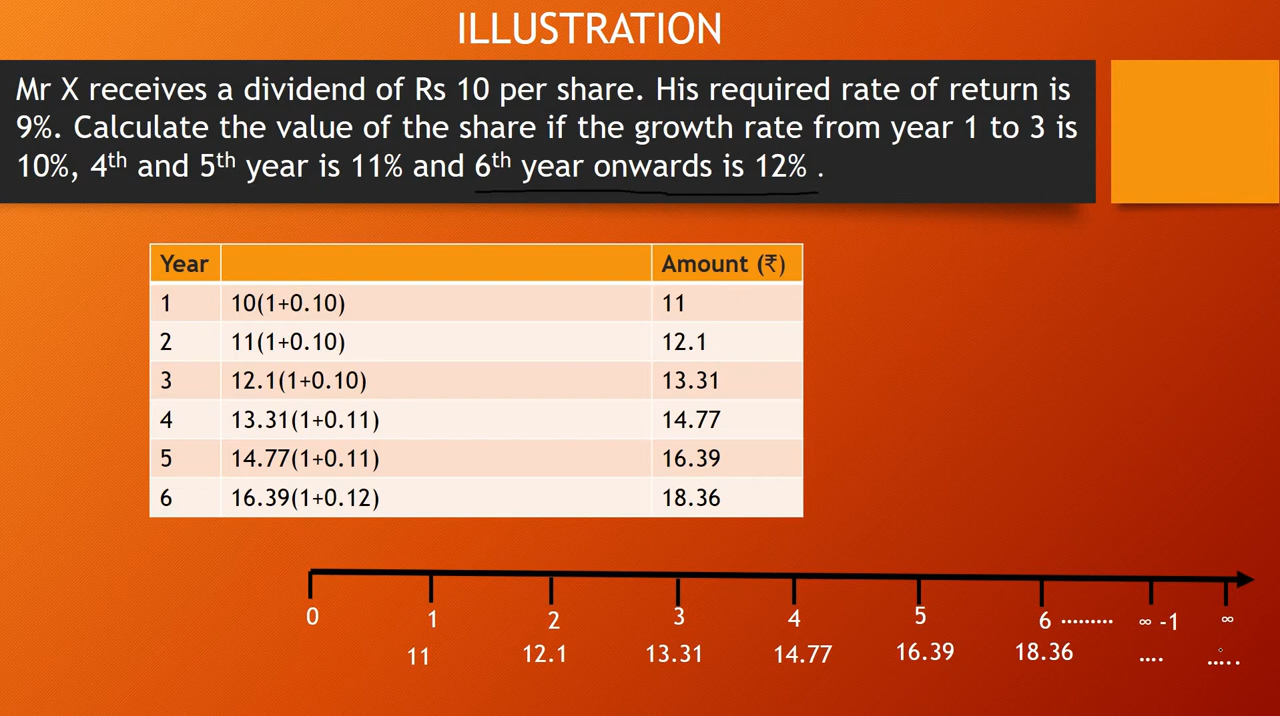 ILLUSTRATION
Mr X receives a dividend of Rs 10 per share. His required rate of return is
9%. Calculate the value of the share if the growth rate from year 1 to 3 is
10%, 4th and 5th year is 11% and 6th year onwards is 12% .
Year Amount (₹)
1 10(1+0.10) 11
2 11(1+0.10) 12.1
3 12.1(1+0.10) 13.31
4 13.31(1+0.11) 14.77
5 14.77(1+0.11) 16.39
6 16.39(1+0.12) 18.36
0 1 2 3 4 5 6 ......... ∞ -1 ∞
11 12.1 13.31 14.77 16.39 18.36 .... .....